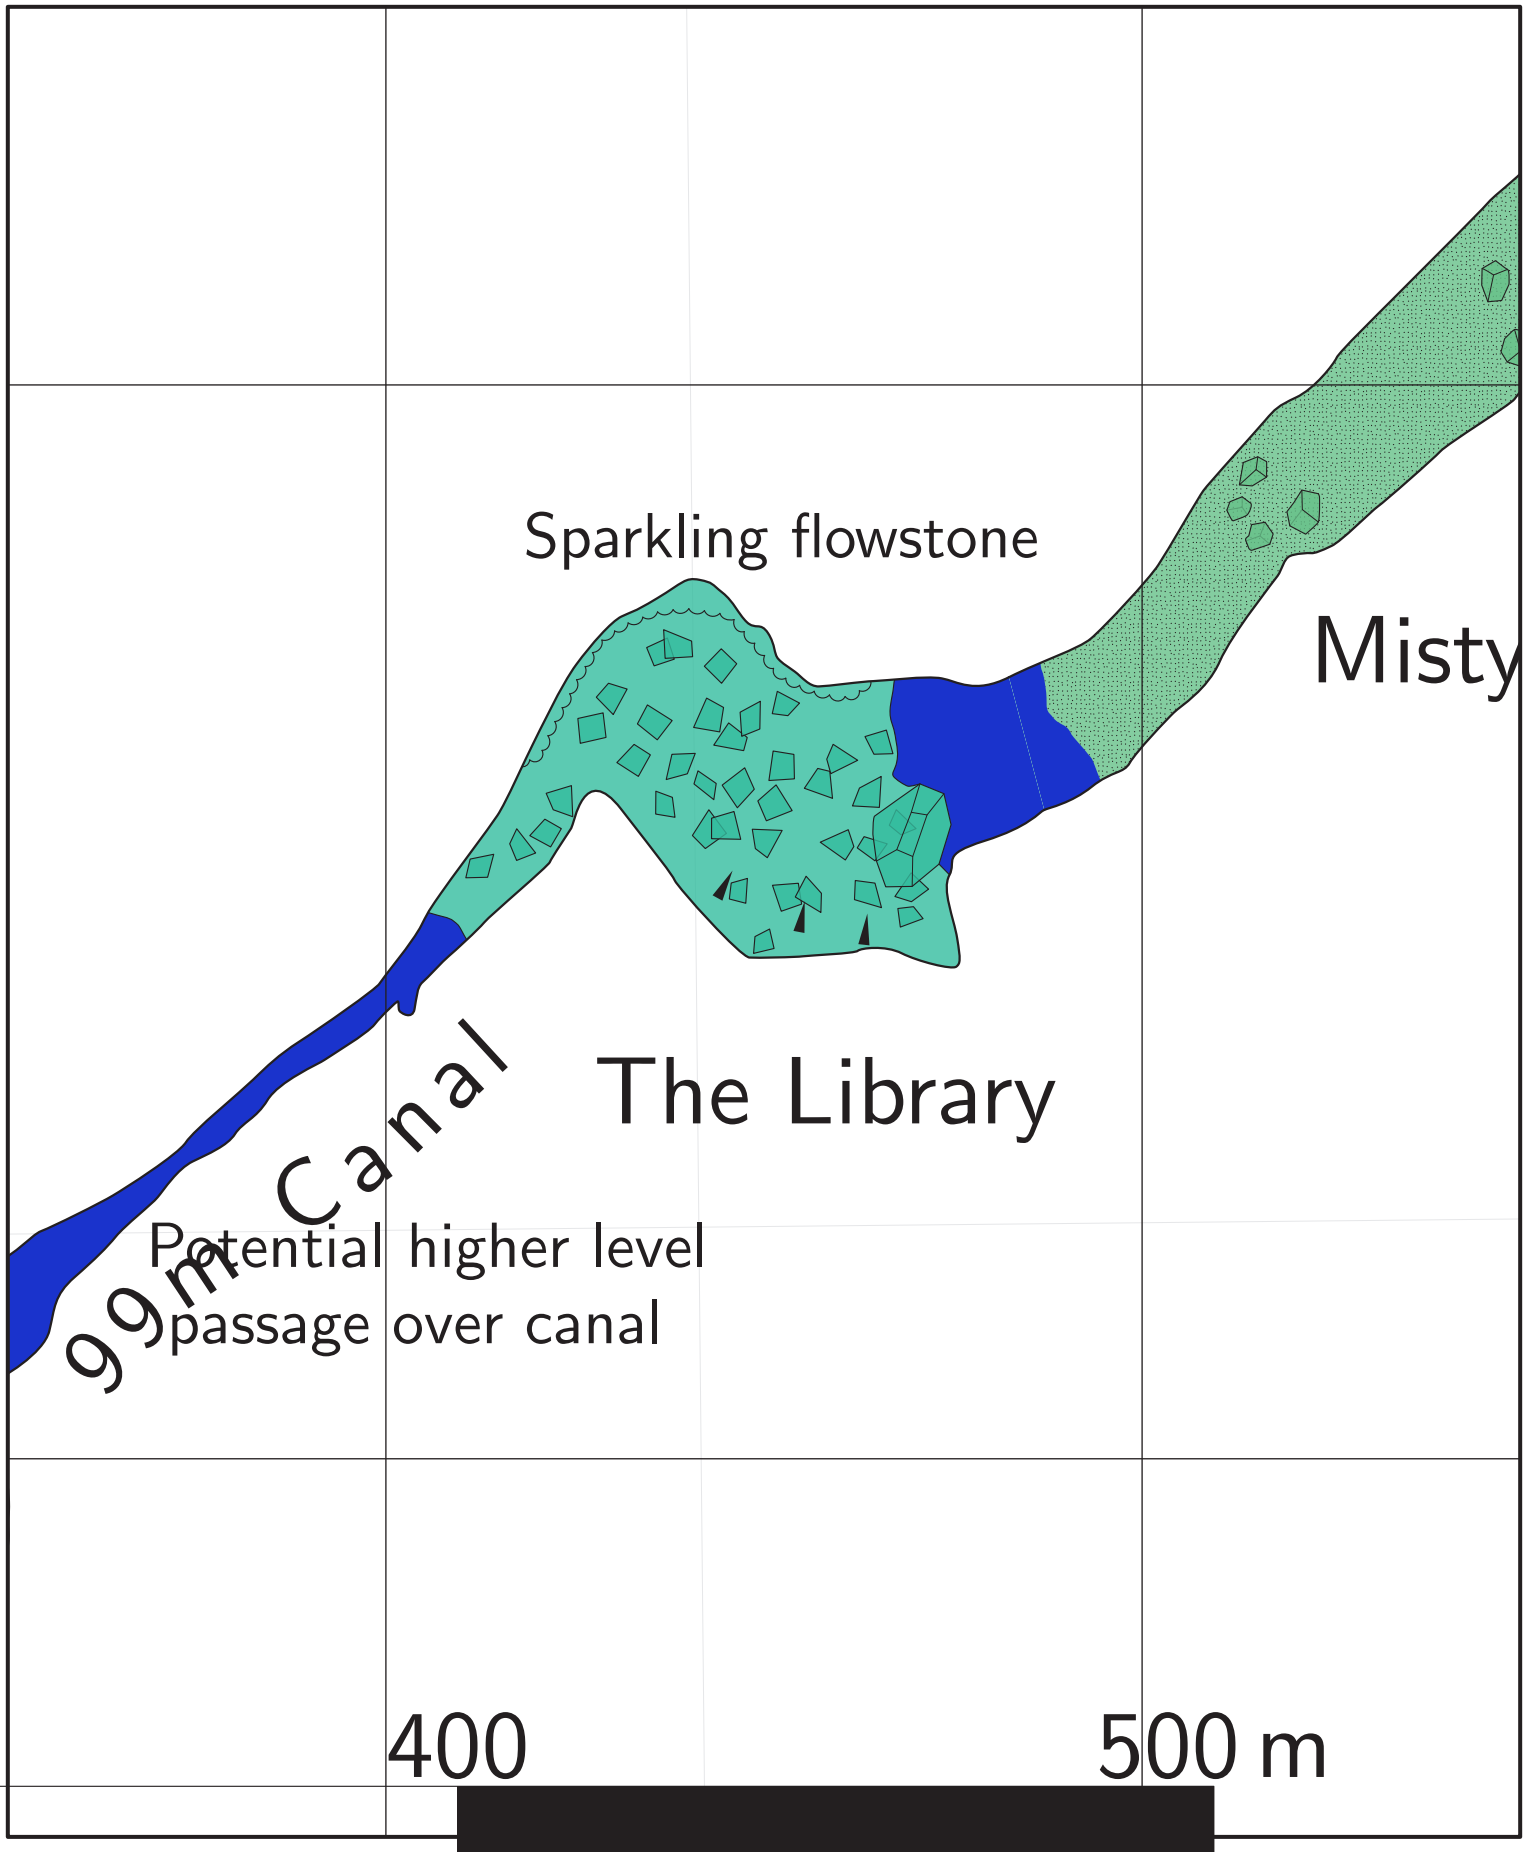 Sparkling flowstone
Misty
The Library
99m Canal
Potential higher level
passage over canal
400
500 m